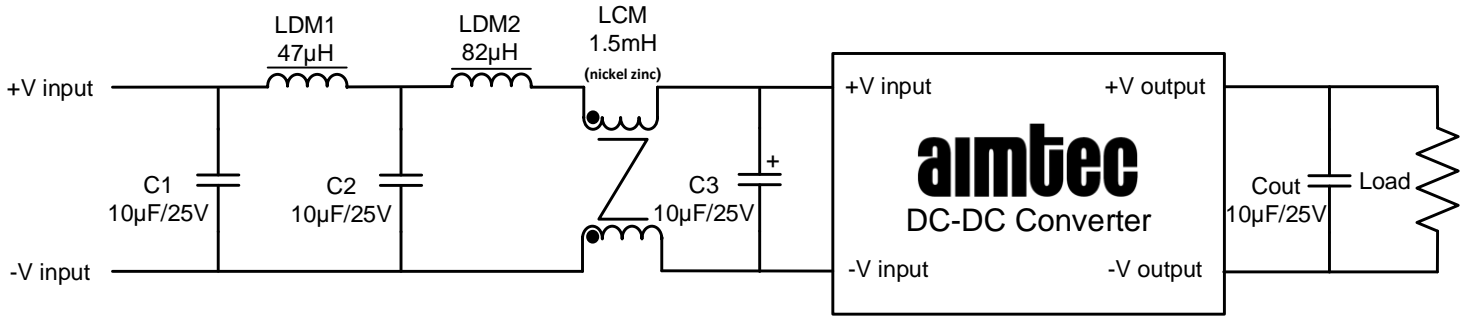 LDM1
47µH
LDM2
82µH
LCM
1.5mH
(nickel zinc)
+V input
-V input
C1
10µF/25V
C2
10µF/25V
C3
10µF/25V
+
+V input
-V input
aimtec
DC-DC Converter
+V output
-V output
Cout
10µF/25V
Load